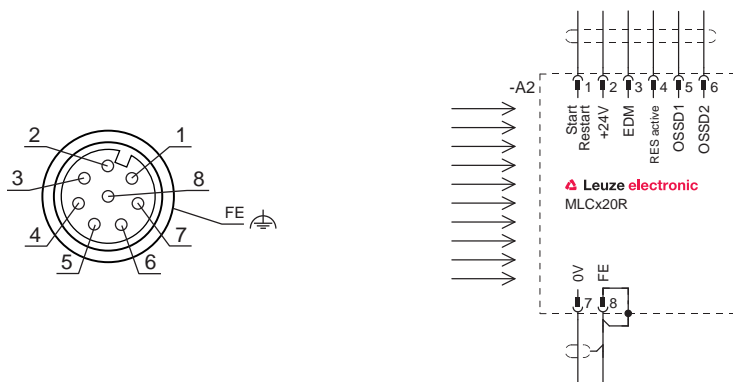 2
1
3
8
FE
4
7
5
6
-A2
1 2 3 4 5 6
Start
Restart
+24V
EDM
RES active
OSSD1
OSSD2
Leuze electronic
MLCx20R
0V
FE
7 8